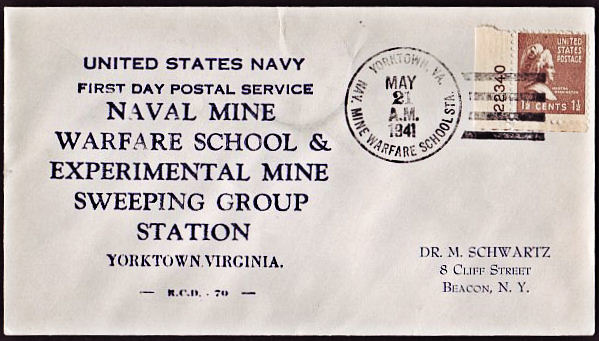 UNITED STATES NAVY
FIRST DAY POSTAL SERVICE
NAVAL MINE
WARFARE SCHOOL &
EXPERIMENTAL MINE
SWEEPING GROUP
STATION
YORKTOWN, VIRGINIA.
— R.C.D. - 70 —
YORKTOWN, VA.
MAY
21
A.M.
1941
NAV. MINE WARFARE SCHOOL STA.
22340
UNITED
STATES
POSTAGE
MARTHA
WASHINGTON
1½ CENTS 1½
DR. M. SCHWARTZ
8 CLIFF STREET
BEACON, N. Y.